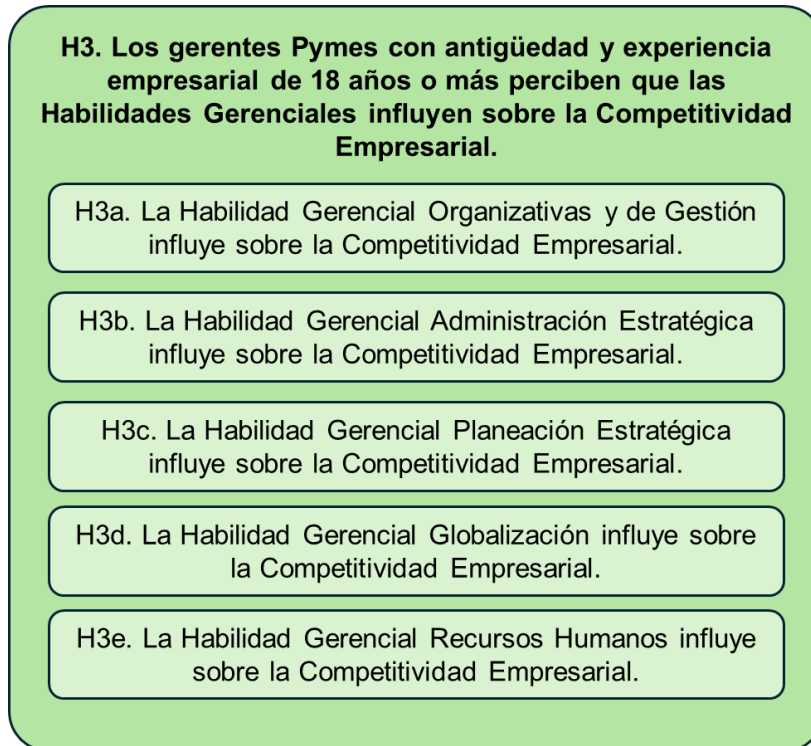 H3. Los gerentes Pymes con antigüedad y experiencia
empresarial de 18 años o más perciben que las
Habilidades Gerenciales influyen sobre la Competitividad
Empresarial.
H3a. La Habilidad Gerencial Organizativas y de Gestión
influye sobre la Competitividad Empresarial.
H3b. La Habilidad Gerencial Administración Estratégica
influye sobre la Competitividad Empresarial.
H3c. La Habilidad Gerencial Planeación Estratégica
influye sobre la Competitividad Empresarial.
H3d. La Habilidad Gerencial Globalización influye sobre
la Competitividad Empresarial.
H3e. La Habilidad Gerencial Recursos Humanos influye
sobre la Competitividad Empresarial.